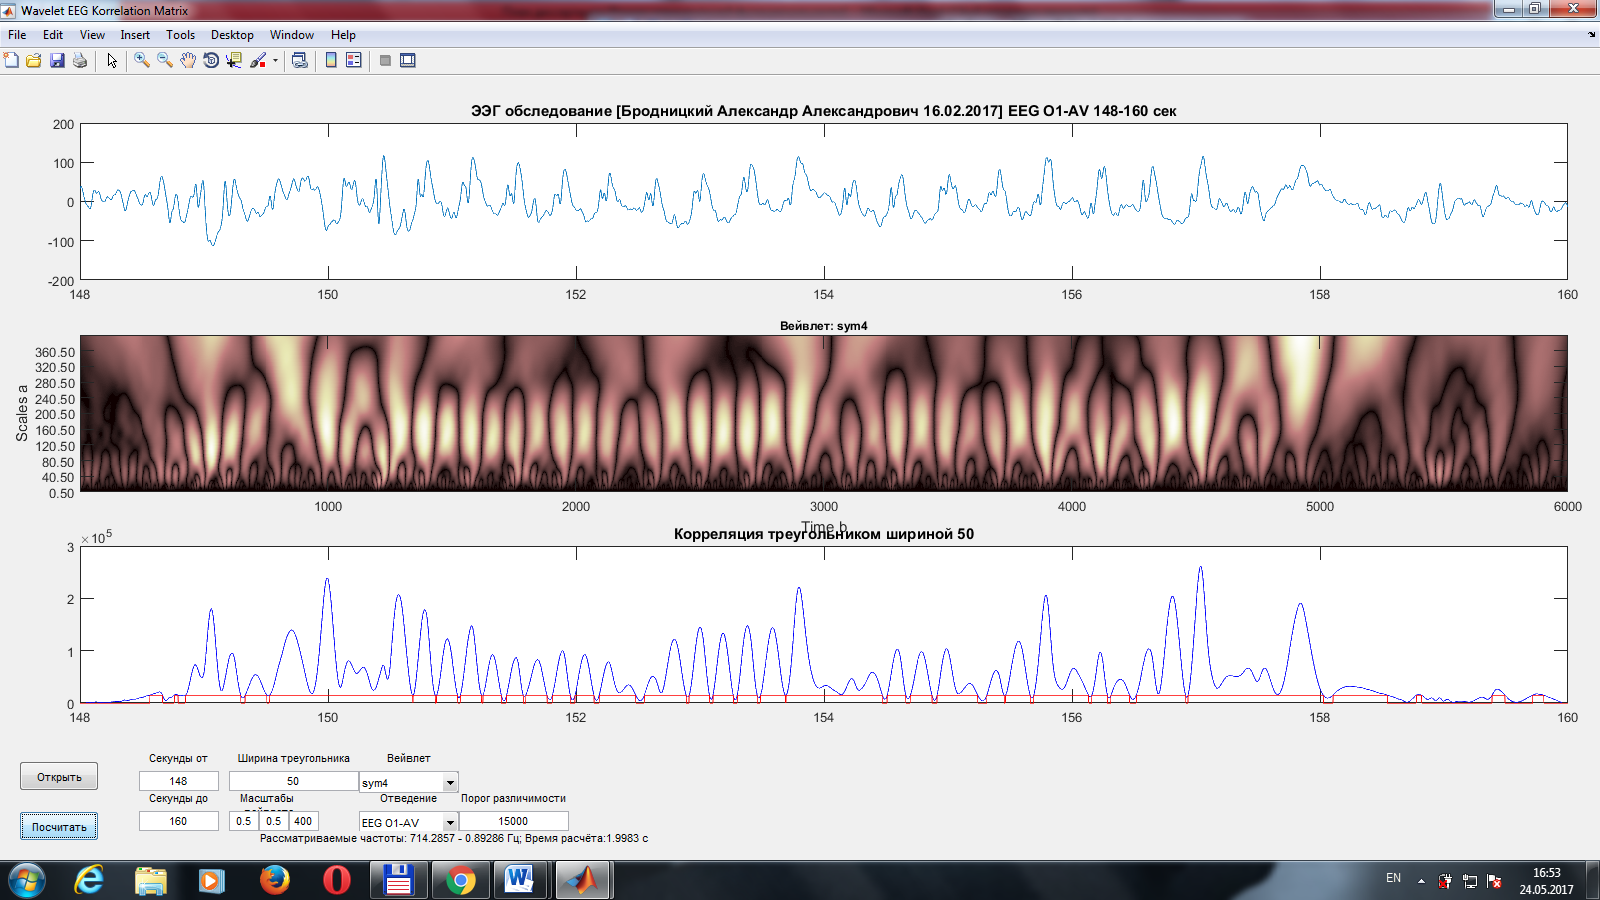 Wavelet EEG Korrelation Matrix
File Edit View Insert Tools Desktop Window Help
ЭЭГ обследование [Бродницкий Александр Александрович 16.02.2017] EEG O1-AV 148-160 сек
200
100
0
-100
-200
148 150 152 154 156 158 160
Вейвлет: sym4
Scales a
360.50
320.50
280.50
240.50
200.50
160.50
120.50
80.50
40.50
0.50
1000 2000 3000 4000 5000 6000
Time b
Корреляция треугольником шириной 50
×10^5
3
2
1
0
148 150 152 154 156 158 160
Секунды от Ширина треугольника Вейвлет
Открыть 148 50 sym4
Секунды до Масштабы Отведение Порог различимости
Посчитать 160 0.5 0.5 400 EEG O1-AV 15000
Рассматриваемые частоты: 714.2857 - 0.89286 Гц; Время расчёта:1.9983 с
EN 16:53
24.05.2017